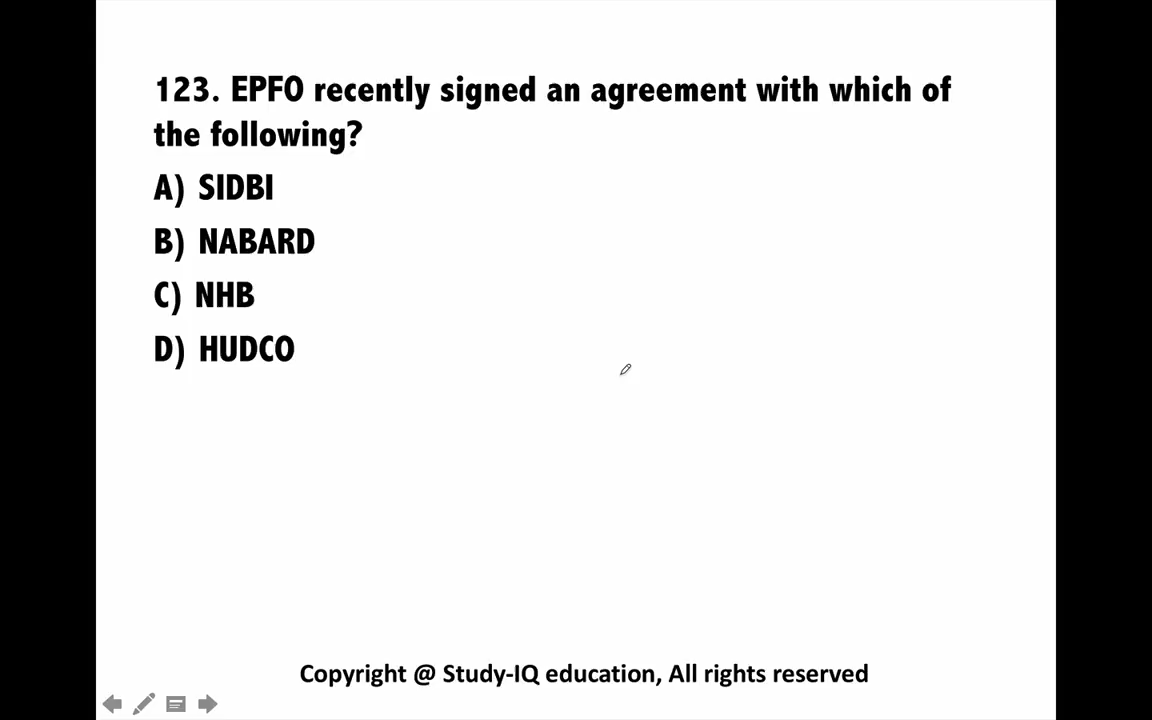 123. EPFO recently signed an agreement with which of
the following?
A) SIDBI
B) NABARD
C) NHB
D) HUDCO
Copyright @ Study-IQ education, All rights reserved